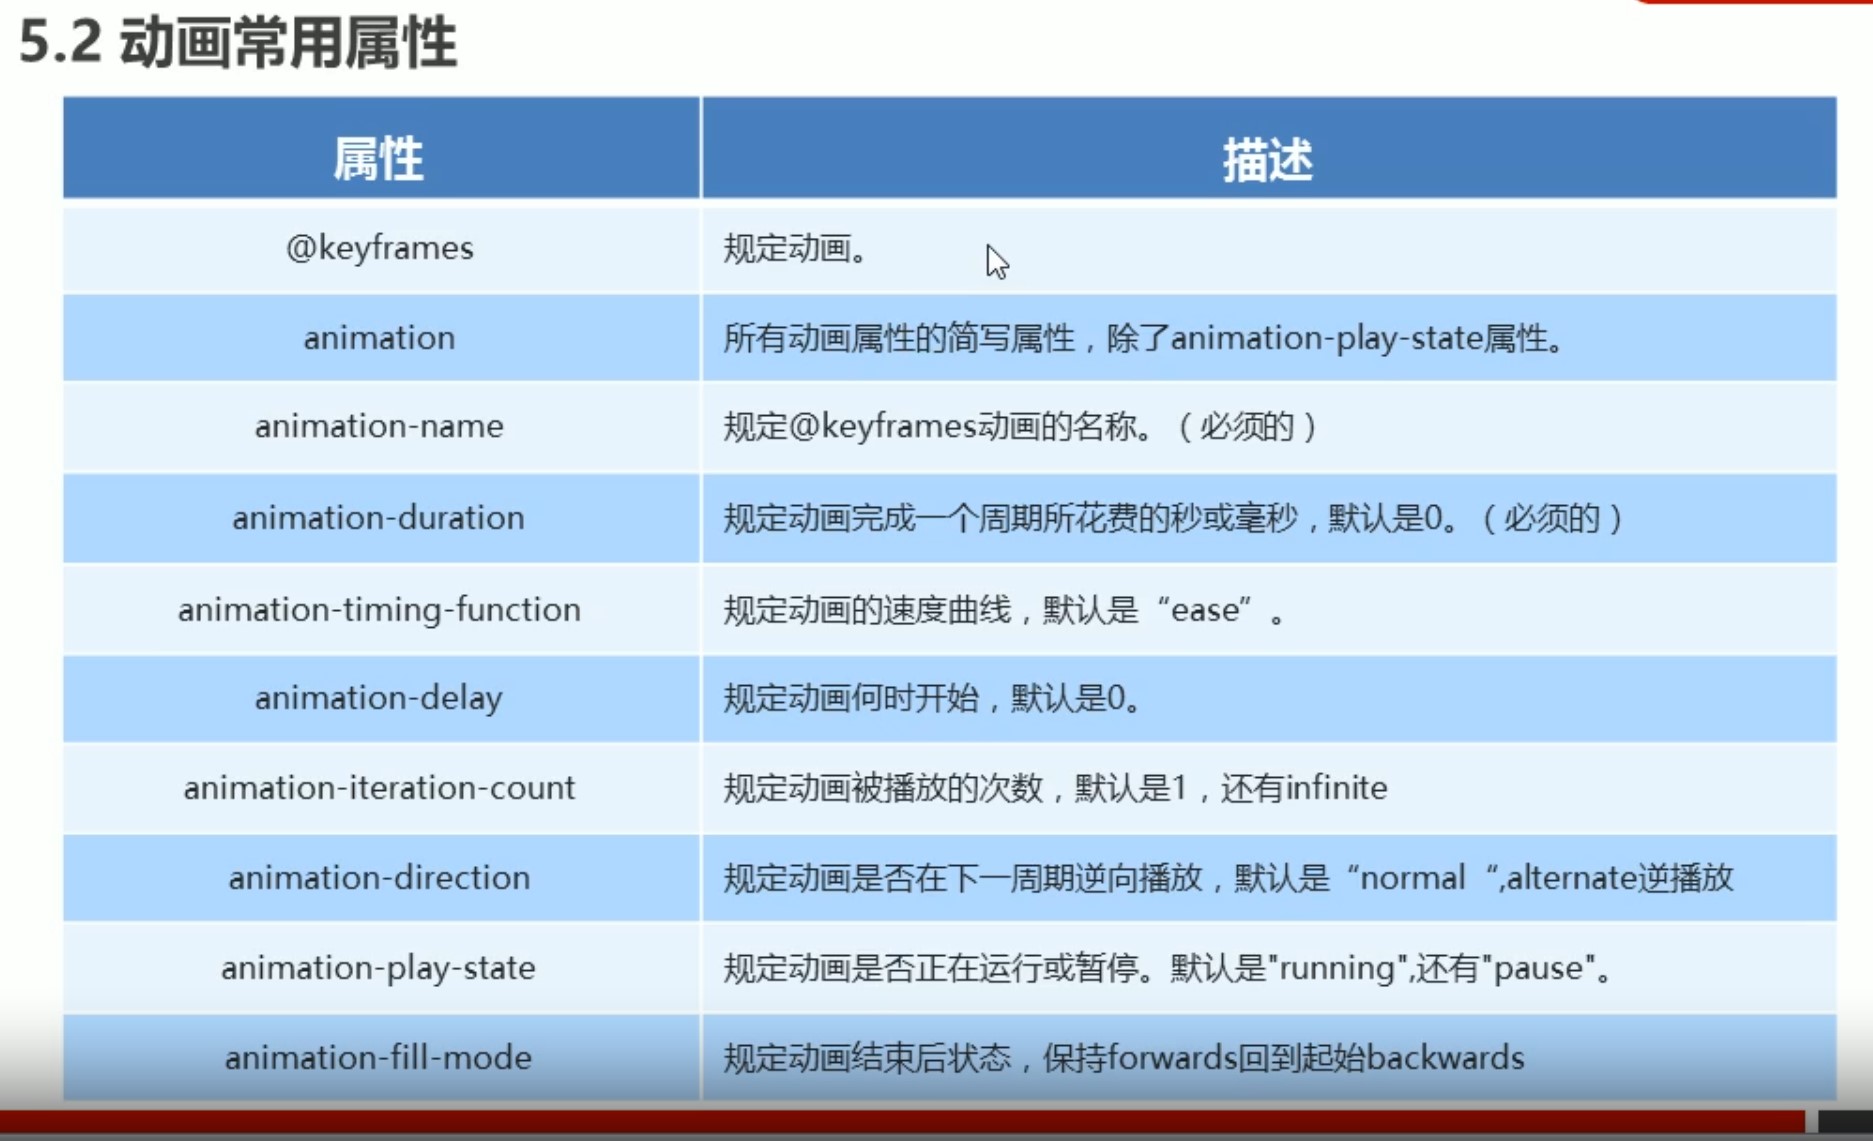 5.2 动画常用属性
属性 描述
@keyframes 规定动画。
animation 所有动画属性的简写属性，除了animation-play-state属性。
animation-name 规定@keyframes动画的名称。（必须的）
animation-duration 规定动画完成一个周期所花费的秒或毫秒，默认是0。（必须的）
animation-timing-function 规定动画的速度曲线，默认是“ease”。
animation-delay 规定动画何时开始，默认是0。
animation-iteration-count 规定动画被播放的次数，默认是1，还有infinite
animation-direction 规定动画是否在下一周期逆向播放，默认是“normal “,alternate逆播放
animation-play-state 规定动画是否正在运行或暂停。默认是"running",还有"pause"。
animation-fill-mode 规定动画结束后状态，保持forwards回到起始backwards